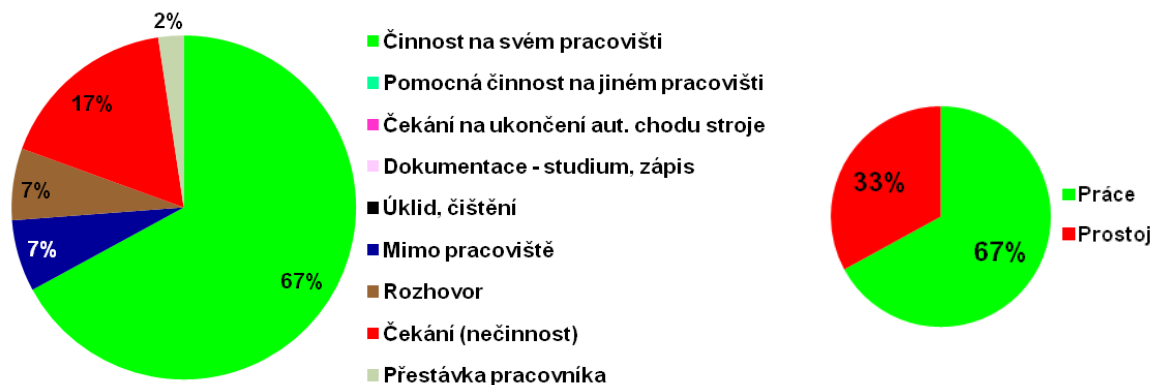 2%
17%
7%
7%
67%
Činnost na svém pracovišti
Pomocná činnost na jiném pracovišti
Čekání na ukončení aut. chodu stroje
Dokumentace - studium, zápis
Úklid, čištění
Mimo pracoviště
Rozhovor
Čekání (nečinnost)
Přestávka pracovníka
33%
67%
Práce
Prostoj